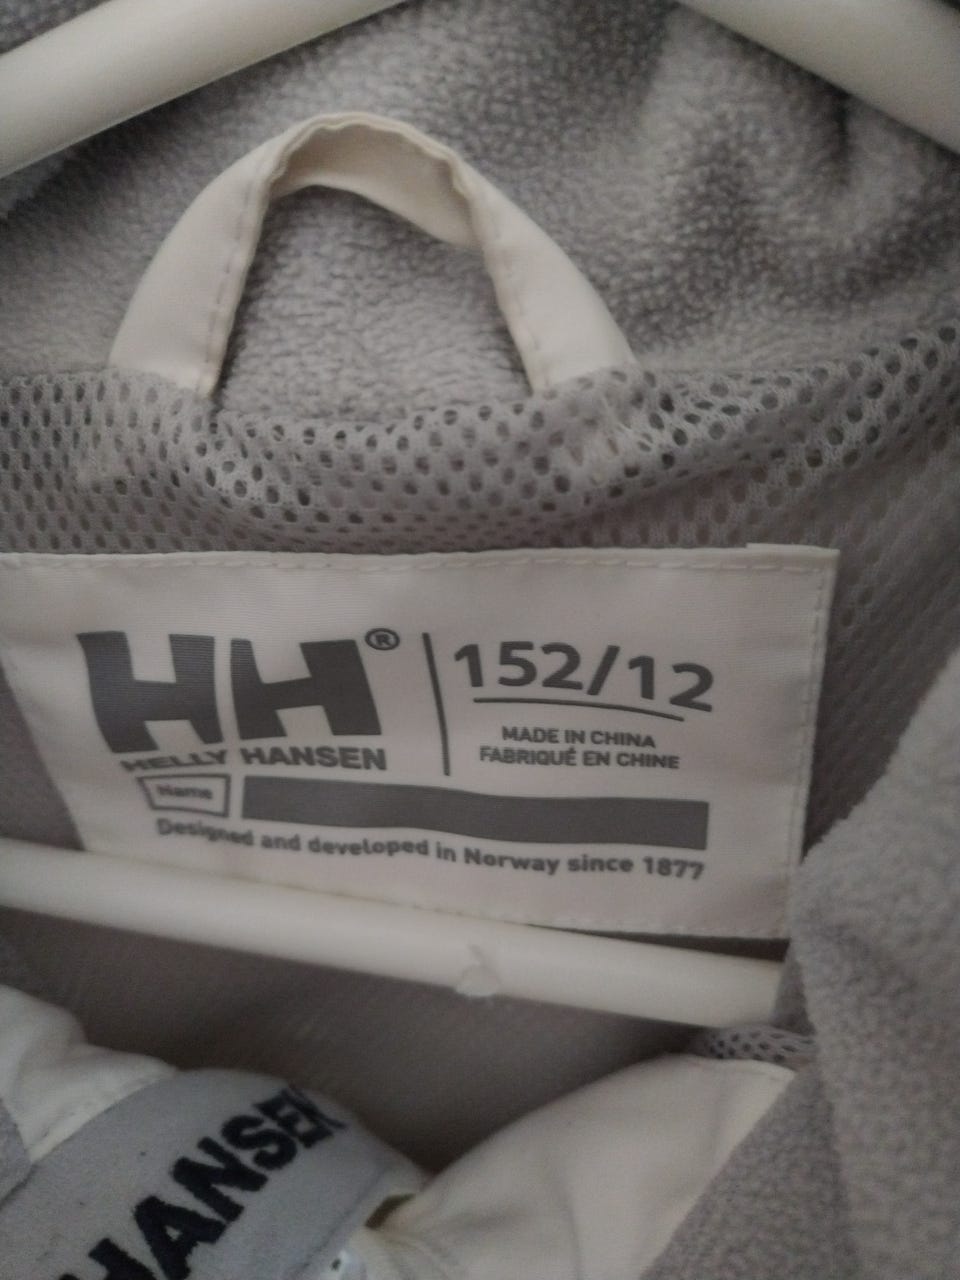 HH®
HELLY HANSEN
152/12
MADE IN CHINA
FABRIQUÉ EN CHINE
Name
Designed and developed in Norway since 1877
HANSEN